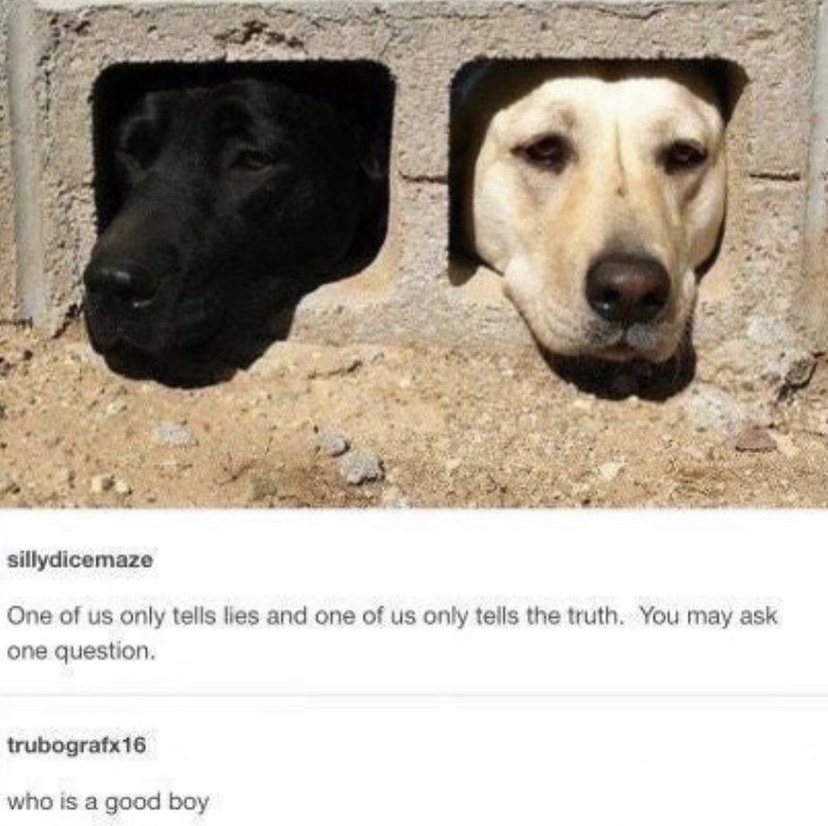 sillydicemaze
One of us only tells lies and one of us only tells the truth.  You may ask
one question.
trubografx16
who is a good boy